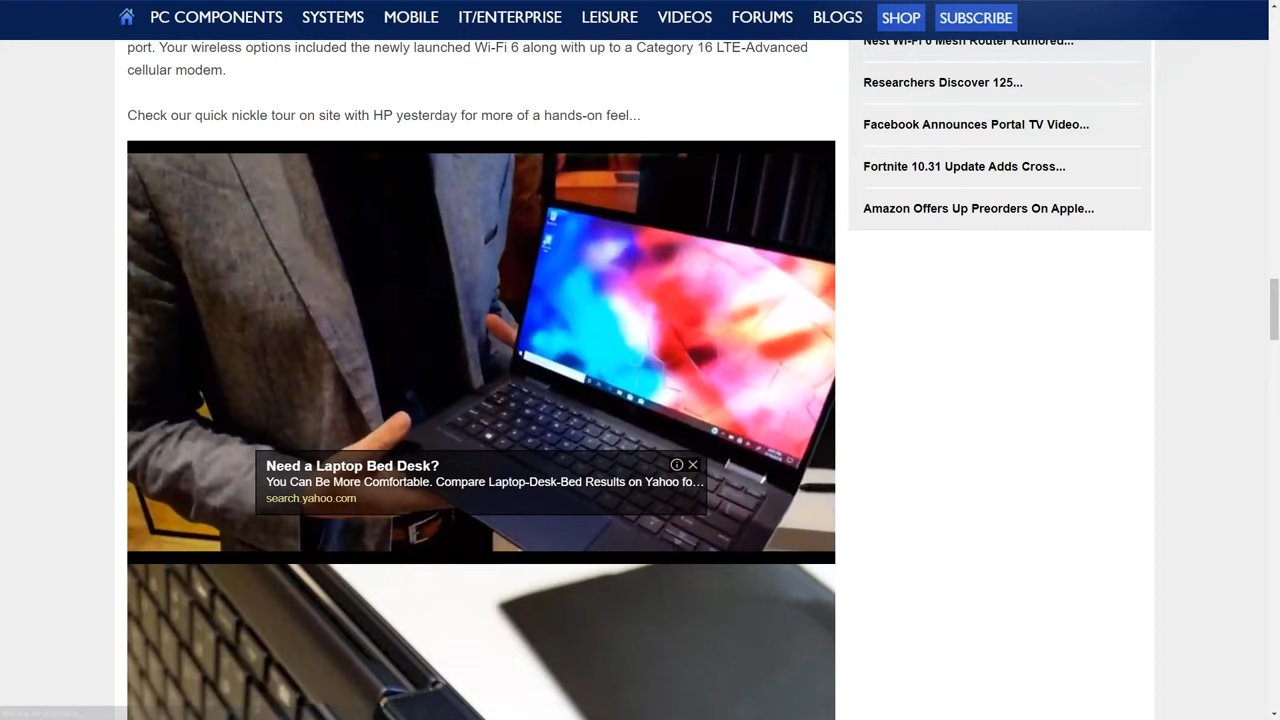 PC COMPONENTS SYSTEMS MOBILE IT/ENTERPRISE LEISURE VIDEOS FORUMS BLOGS SHOP SUBSCRIBE
port. Your wireless options included the newly launched Wi-Fi 6 along with up to a Category 16 LTE-Advanced
cellular modem.
Check our quick nickle tour on site with HP yesterday for more of a hands-on feel...
Need a Laptop Bed Desk?
You Can Be More Comfortable. Compare Laptop-Desk-Bed Results on Yahoo fo...
search.yahoo.com
Nest Wi-Fi 6 Mesh Router Rumored...
Researchers Discover 125...
Facebook Announces Portal TV Video...
Fortnite 10.31 Update Adds Cross...
Amazon Offers Up Preorders On Apple...